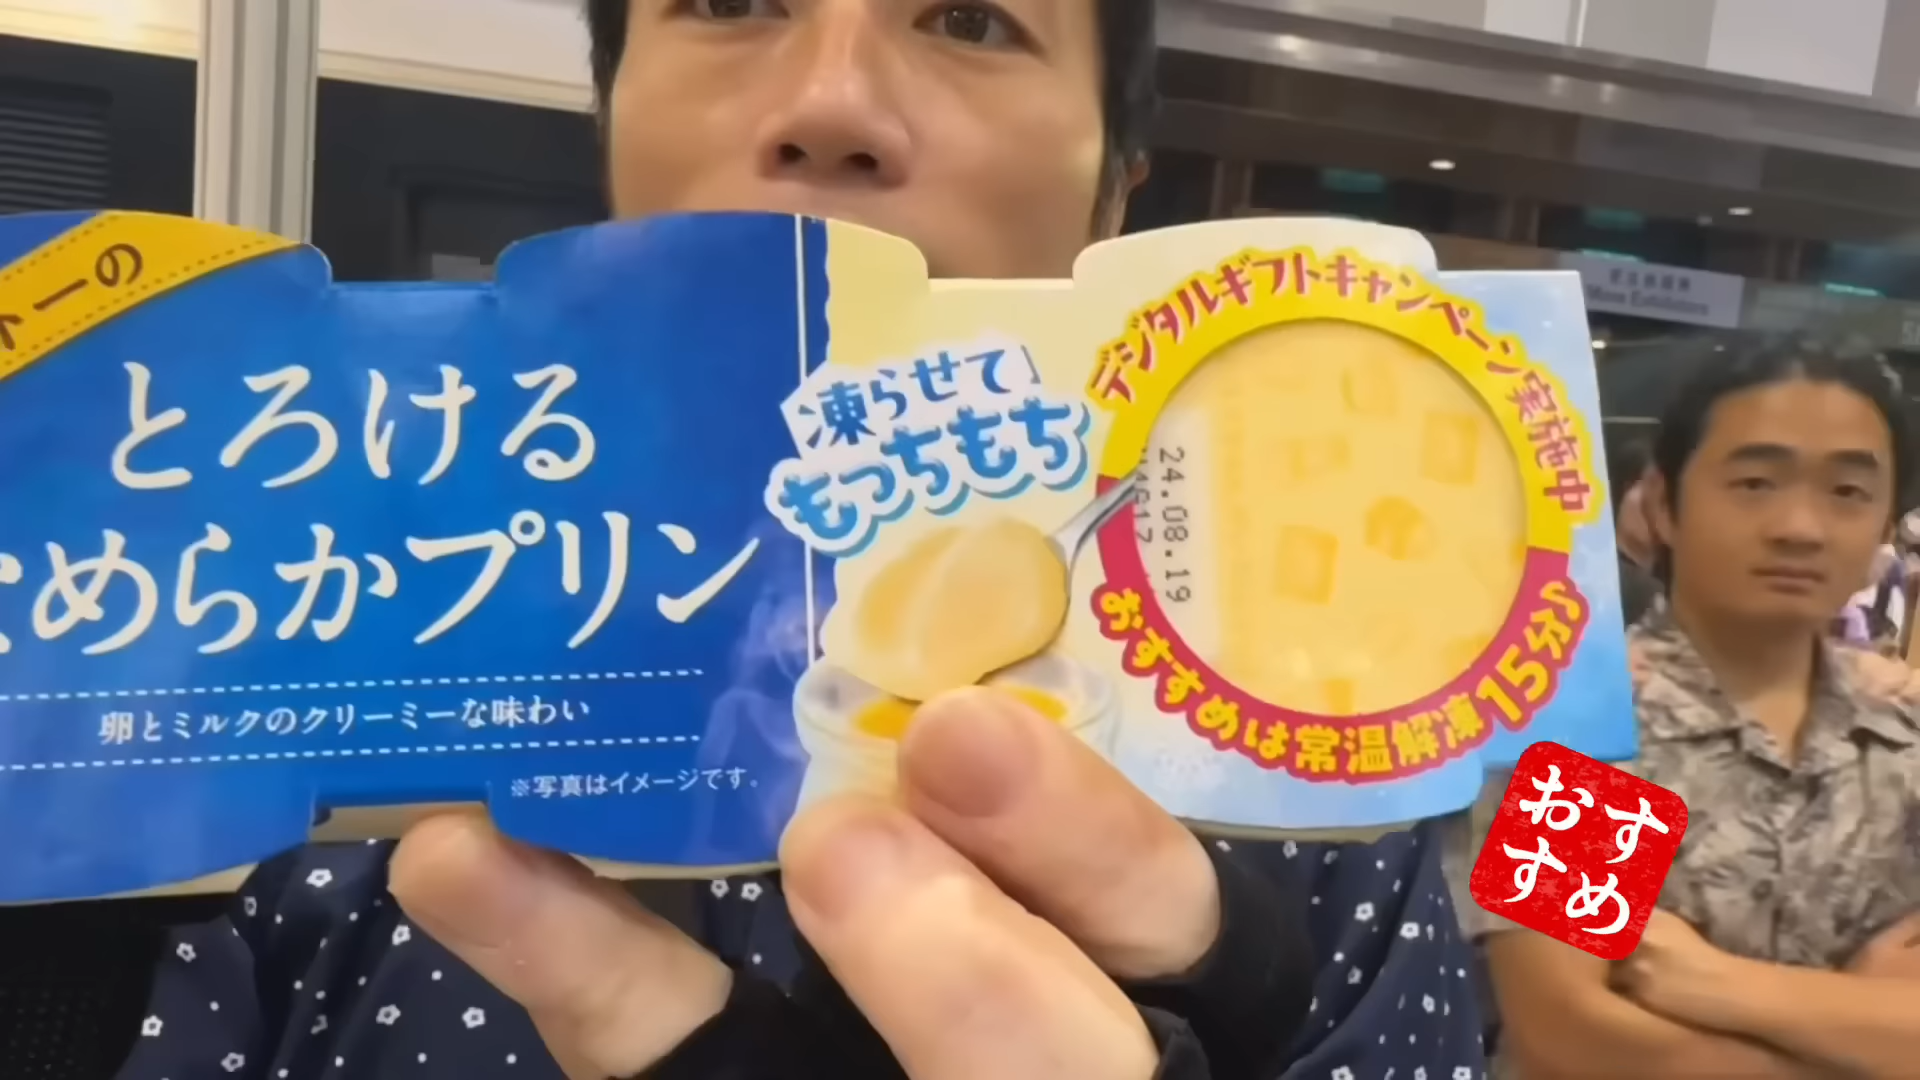 トーの
とろける
なめらかプリン
卵とミルクのクリーミーな味わい
※写真はイメージです。
凍らせて
もっちもち
デジタルギフトキャンペーン実施中
24.08.19
おすすめは常温解凍15分♪
おすすめ